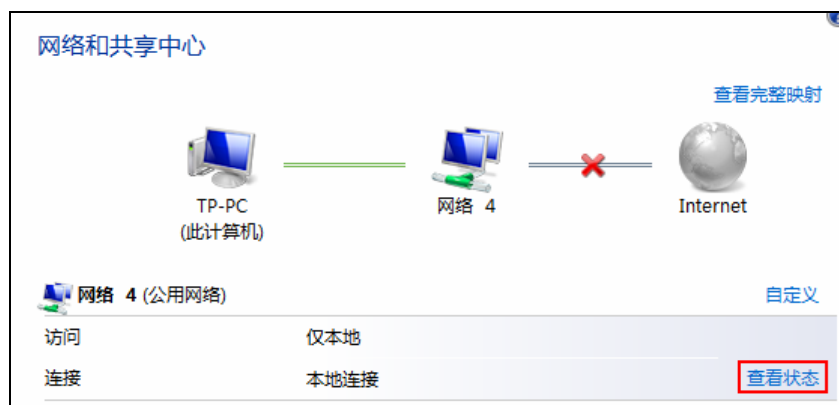 网络和共享中心
查看完整映射
TP-PC
(此计算机)
网络 4
Internet
网络 4 (公用网络) 自定义
访问 仅本地
连接 本地连接 查看状态